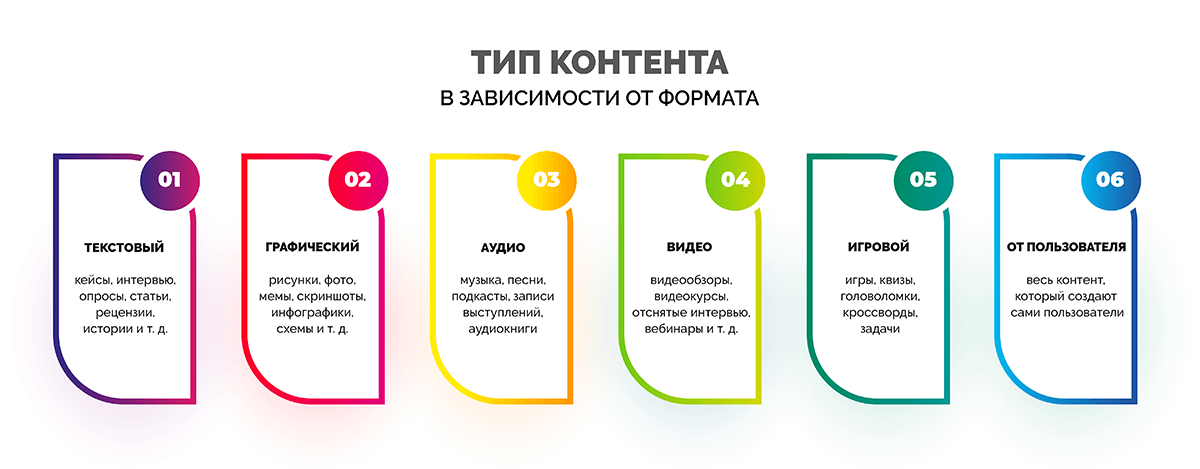 ТИП КОНТЕНТА
В ЗАВИСИМОСТИ ОТ ФОРМАТА
01
ТЕКСТОВЫЙ
кейсы, интервью,
опросы, статьи,
рецензии,
истории и т. д.
02
ГРАФИЧЕСКИЙ
рисунки, фото,
мемы, скриншоты,
инфографики,
схемы и т. д.
03
АУДИО
музыка, песни,
подкасты, записи
выступлений,
аудиокниги
04
ВИДЕО
видеообзоры,
видеокурсы,
отснятые интервью,
вебинары и т. д.
05
ИГРОВОЙ
игры, квизы,
головоломки,
кроссворды,
задачи
06
ОТ ПОЛЬЗОВАТЕЛЯ
весь контент,
который создают
сами пользователи